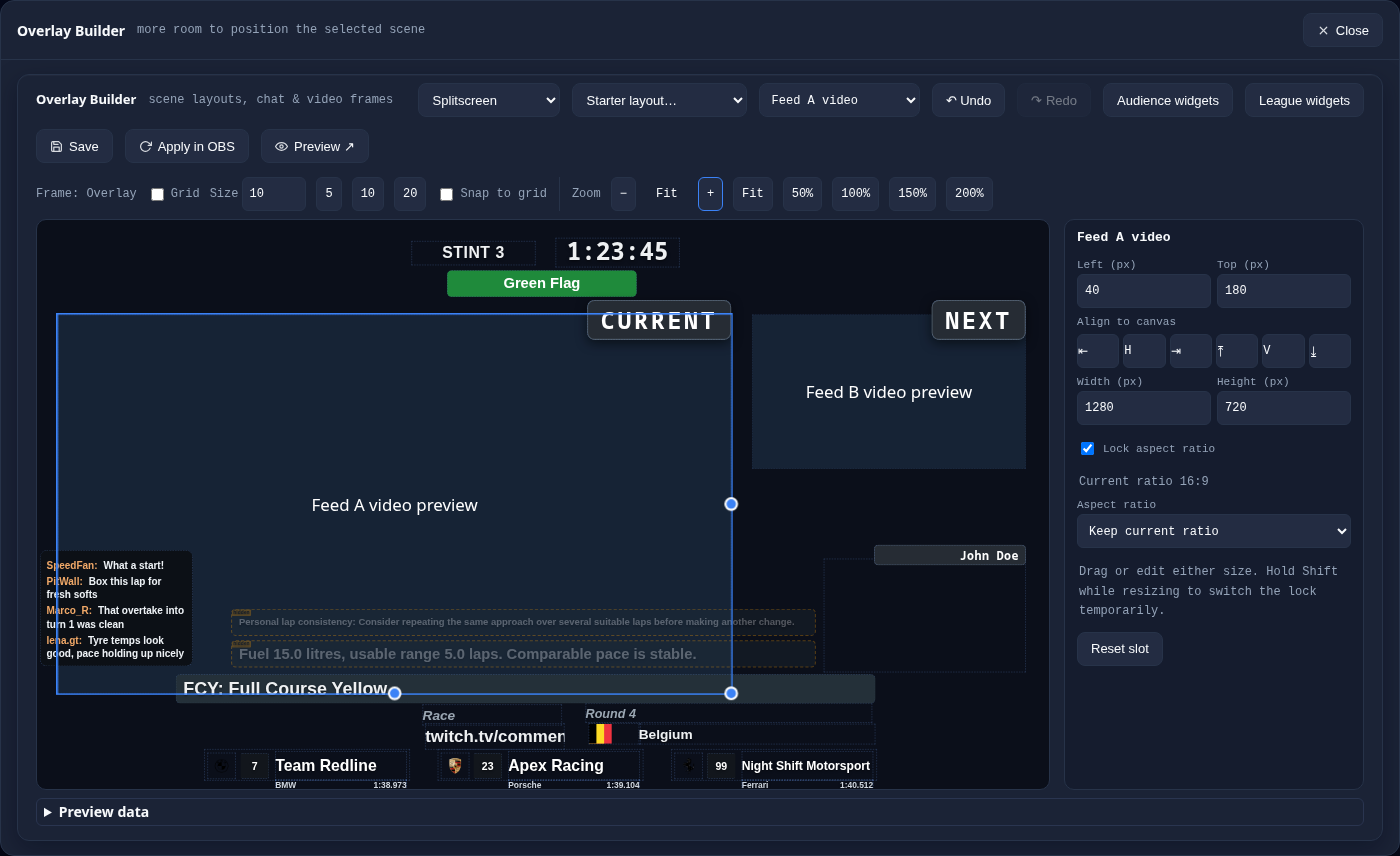 Overlay Builder more room to position the selected scene
Close
Overlay Builder scene layouts, chat & video frames Splitscreen Starter layout… Feed A video ↶ Undo ↷ Redo Audience widgets League widgets
Save Apply in OBS Preview ↗
Frame: Overlay Grid Size 10 5 10 20 Snap to grid Zoom − Fit + Fit 50% 100% 150% 200%
STINT 3 1:23:45
Green Flag
CURRENT NEXT
Feed B video preview
Feed A video preview
John Doe
SpeedFan: What a start!
PitWall: Box this lap for
fresh softs
Marco_R: That overtake into
turn 1 was clean
lena.gt: Tyre temps look
good, pace holding up nicely
Personal lap consistency: Consider repeating the same approach over several suitable laps before making another change.
Fuel 15.0 litres, usable range 5.0 laps. Comparable pace is stable.
FCY: Full Course Yellow
Race Round 4
twitch.tv/commen Belgium
7 Team Redline 23 Apex Racing 99 Night Shift Motorsport
BMW 1:38.973 Porsche 1:39.104 Ferrari 1:40.512
Feed A video
Left (px) Top (px)
40 180
Align to canvas
⇤ H ⇥ ⤒ V ⤓
Width (px) Height (px)
1280 720
Lock aspect ratio
Current ratio 16:9
Aspect ratio
Keep current ratio
Drag or edit either size. Hold Shift
while resizing to switch the lock
temporarily.
Reset slot
Preview data